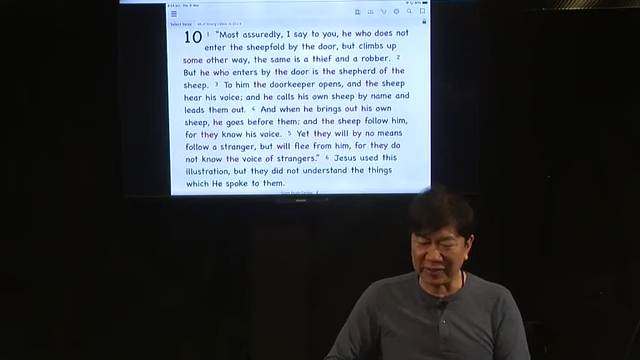 10 1 "Most assuredly, I say to you, he who does not
enter the sheepfold by the door, but climbs up
some other way, the same is a thief and a robber. 2
But he who enters by the door is the shepherd of the
sheep. 3 To him the doorkeeper opens, and the sheep
hear his voice; and he calls his own sheep by name and
leads them out. 4 And when he brings out his own
sheep, he goes before them; and the sheep follow him,
for they know his voice. 5 Yet they will by no means
follow a stranger, but will flee from him, for they do
not know the voice of strangers." 6 Jesus used this
illustration, but they did not understand the things
which He spoke to them.